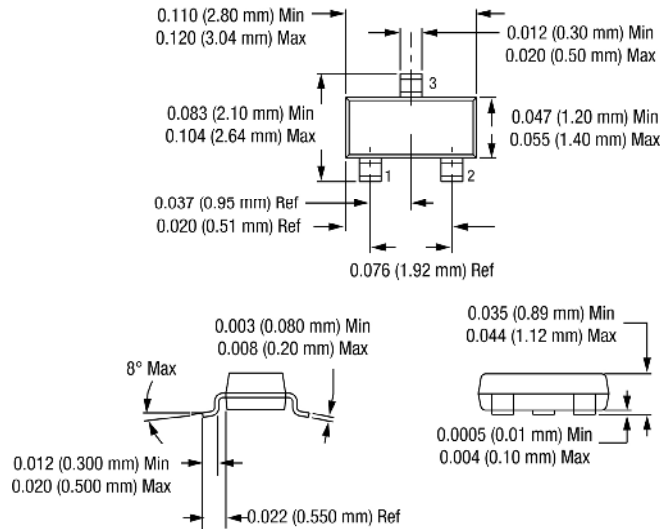 0.110 (2.80 mm) Min
0.120 (3.04 mm) Max
0.012 (0.30 mm) Min
0.020 (0.50 mm) Max
3
0.083 (2.10 mm) Min
0.104 (2.64 mm) Max
0.047 (1.20 mm) Min
0.055 (1.40 mm) Max
1
2
0.037 (0.95 mm) Ref
0.020 (0.51 mm) Ref
0.076 (1.92 mm) Ref
0.003 (0.080 mm) Min
0.008 (0.20 mm) Max
8° Max
0.012 (0.300 mm) Min
0.020 (0.500 mm) Max
0.022 (0.550 mm) Ref
0.035 (0.89 mm) Min
0.044 (1.12 mm) Max
0.0005 (0.01 mm) Min
0.004 (0.10 mm) Max